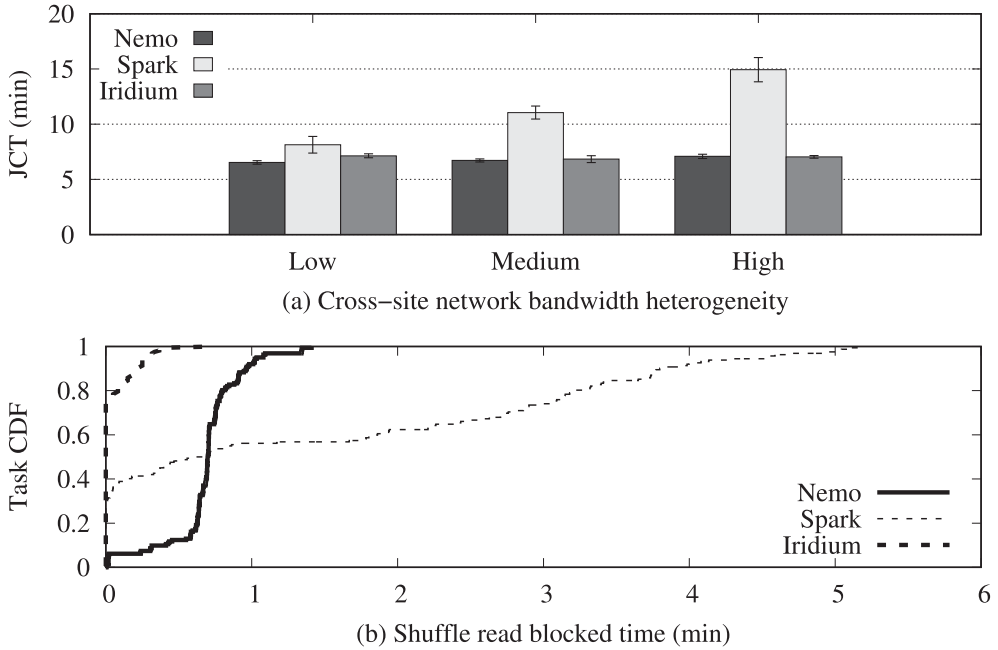 20
15
10
5
0
JCT (min)
Nemo
Spark
Iridium
Low Medium High
(a) Cross−site network bandwidth heterogeneity
1
0.8
0.6
0.4
0.2
0
Task CDF
Nemo
Spark
Iridium
0 1 2 3 4 5 6
(b) Shuffle read blocked time (min)